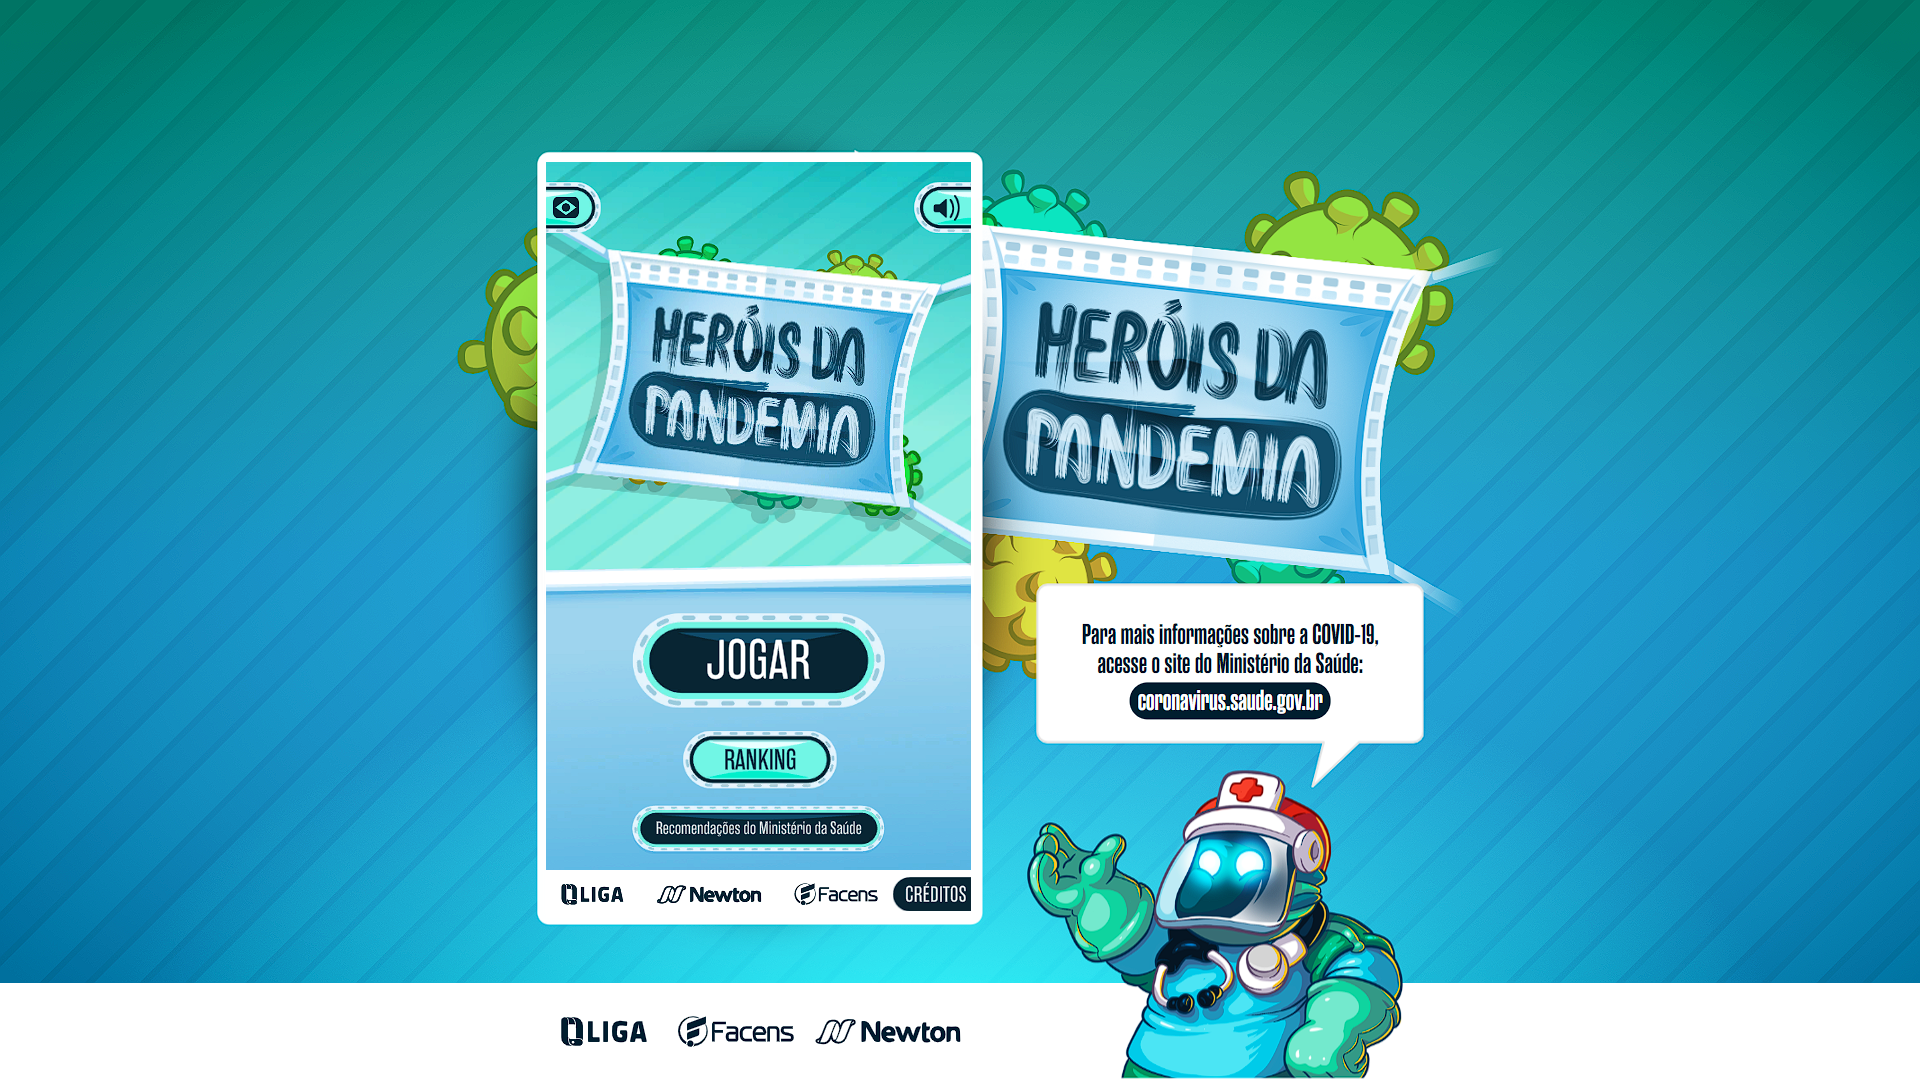 HERÓIS DA
PANDEMIA
JOGAR
RANKING
Recomendações do Ministério da Saúde
LIGA
Newton
Facens
CRÉDITOS
HERÓIS DA
PANDEMIA
Para mais informações sobre a COVID-19,
acesse o site do Ministério da Saúde:
coronavirus.saude.gov.br
LIGA
Facens
Newton